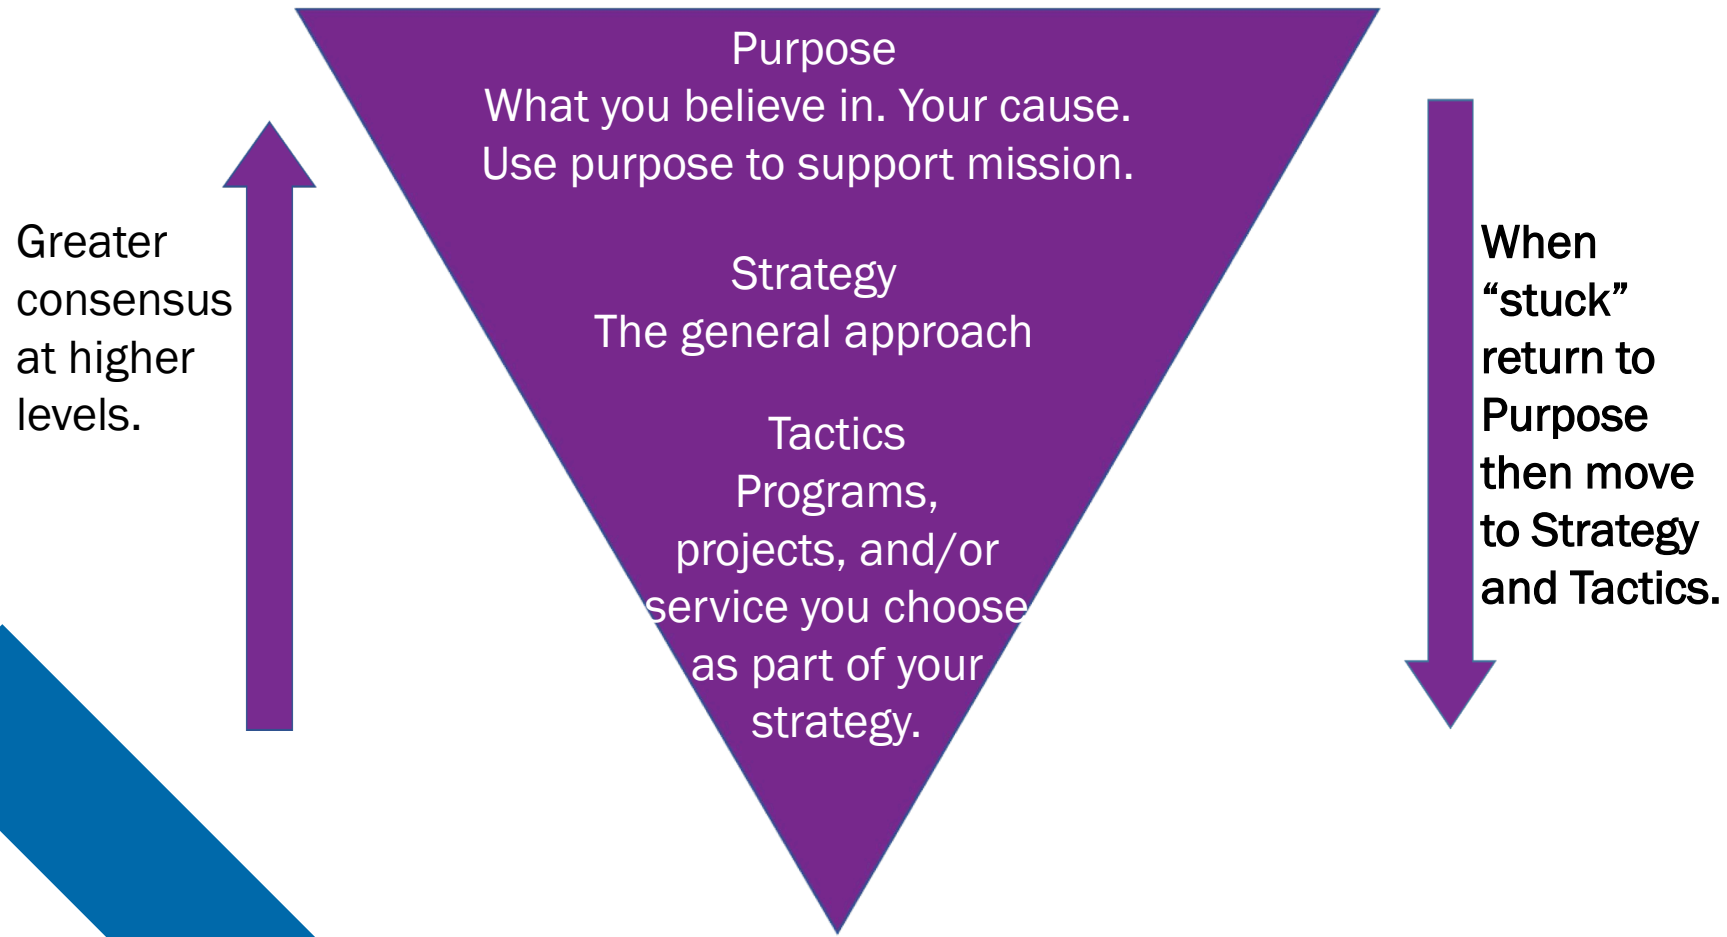 Purpose
What you believe in. Your cause.
Use purpose to support mission.
Strategy
The general approach
Tactics
Programs,
projects, and/or
service you choose
as part of your
strategy.
Greater
consensus
at higher
levels.
When
“stuck”
return to
Purpose
then move
to Strategy
and Tactics.